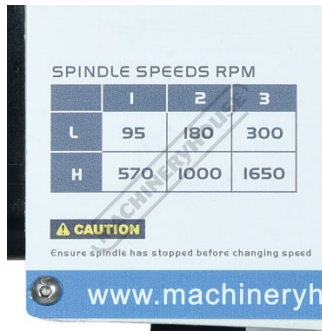 SPINDLE SPEEDS RPM
1 2 3
L 95 180 300
H 570 1000 1650
CAUTION
Ensure spindle has stopped before changing speed
www.machineryh
MACHINERYHOUSE